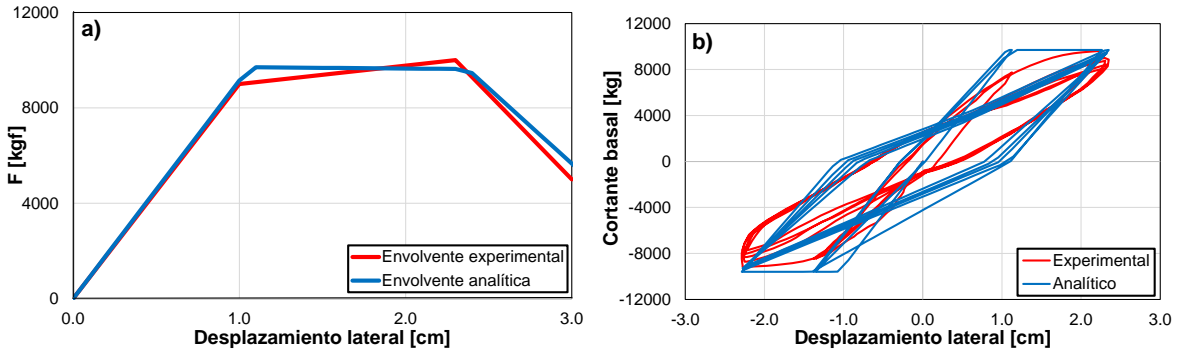 a)
12000
8000
4000
0
F [kgf]
0.0 1.0 2.0 3.0
Desplazamiento lateral [cm]
Envolvente experimental
Envolvente analítica
b)
12000
8000
4000
0
-4000
-8000
-12000
Cortante basal [kg]
-3.0 -2.0 -1.0 0.0 1.0 2.0 3.0
Desplazamiento lateral [cm]
Experimental
Analítico